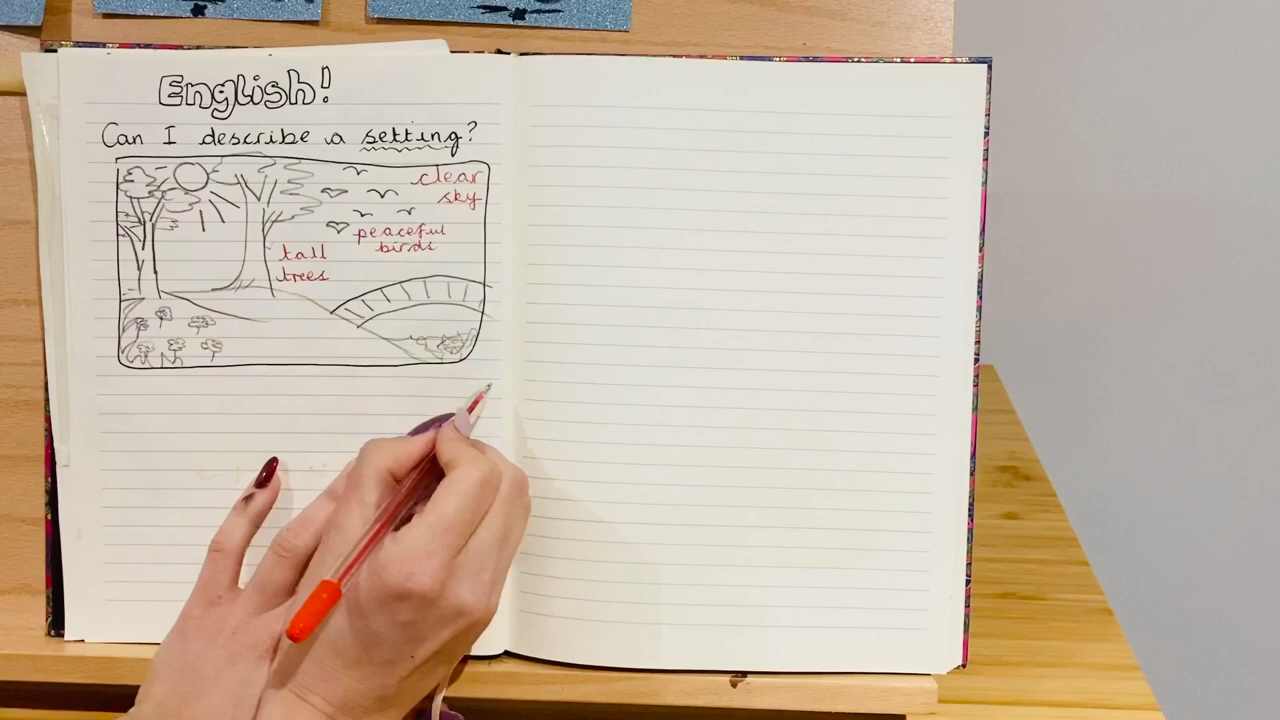 English!
Can I describe a setting?
clear
sky
peaceful
birds
tall
trees